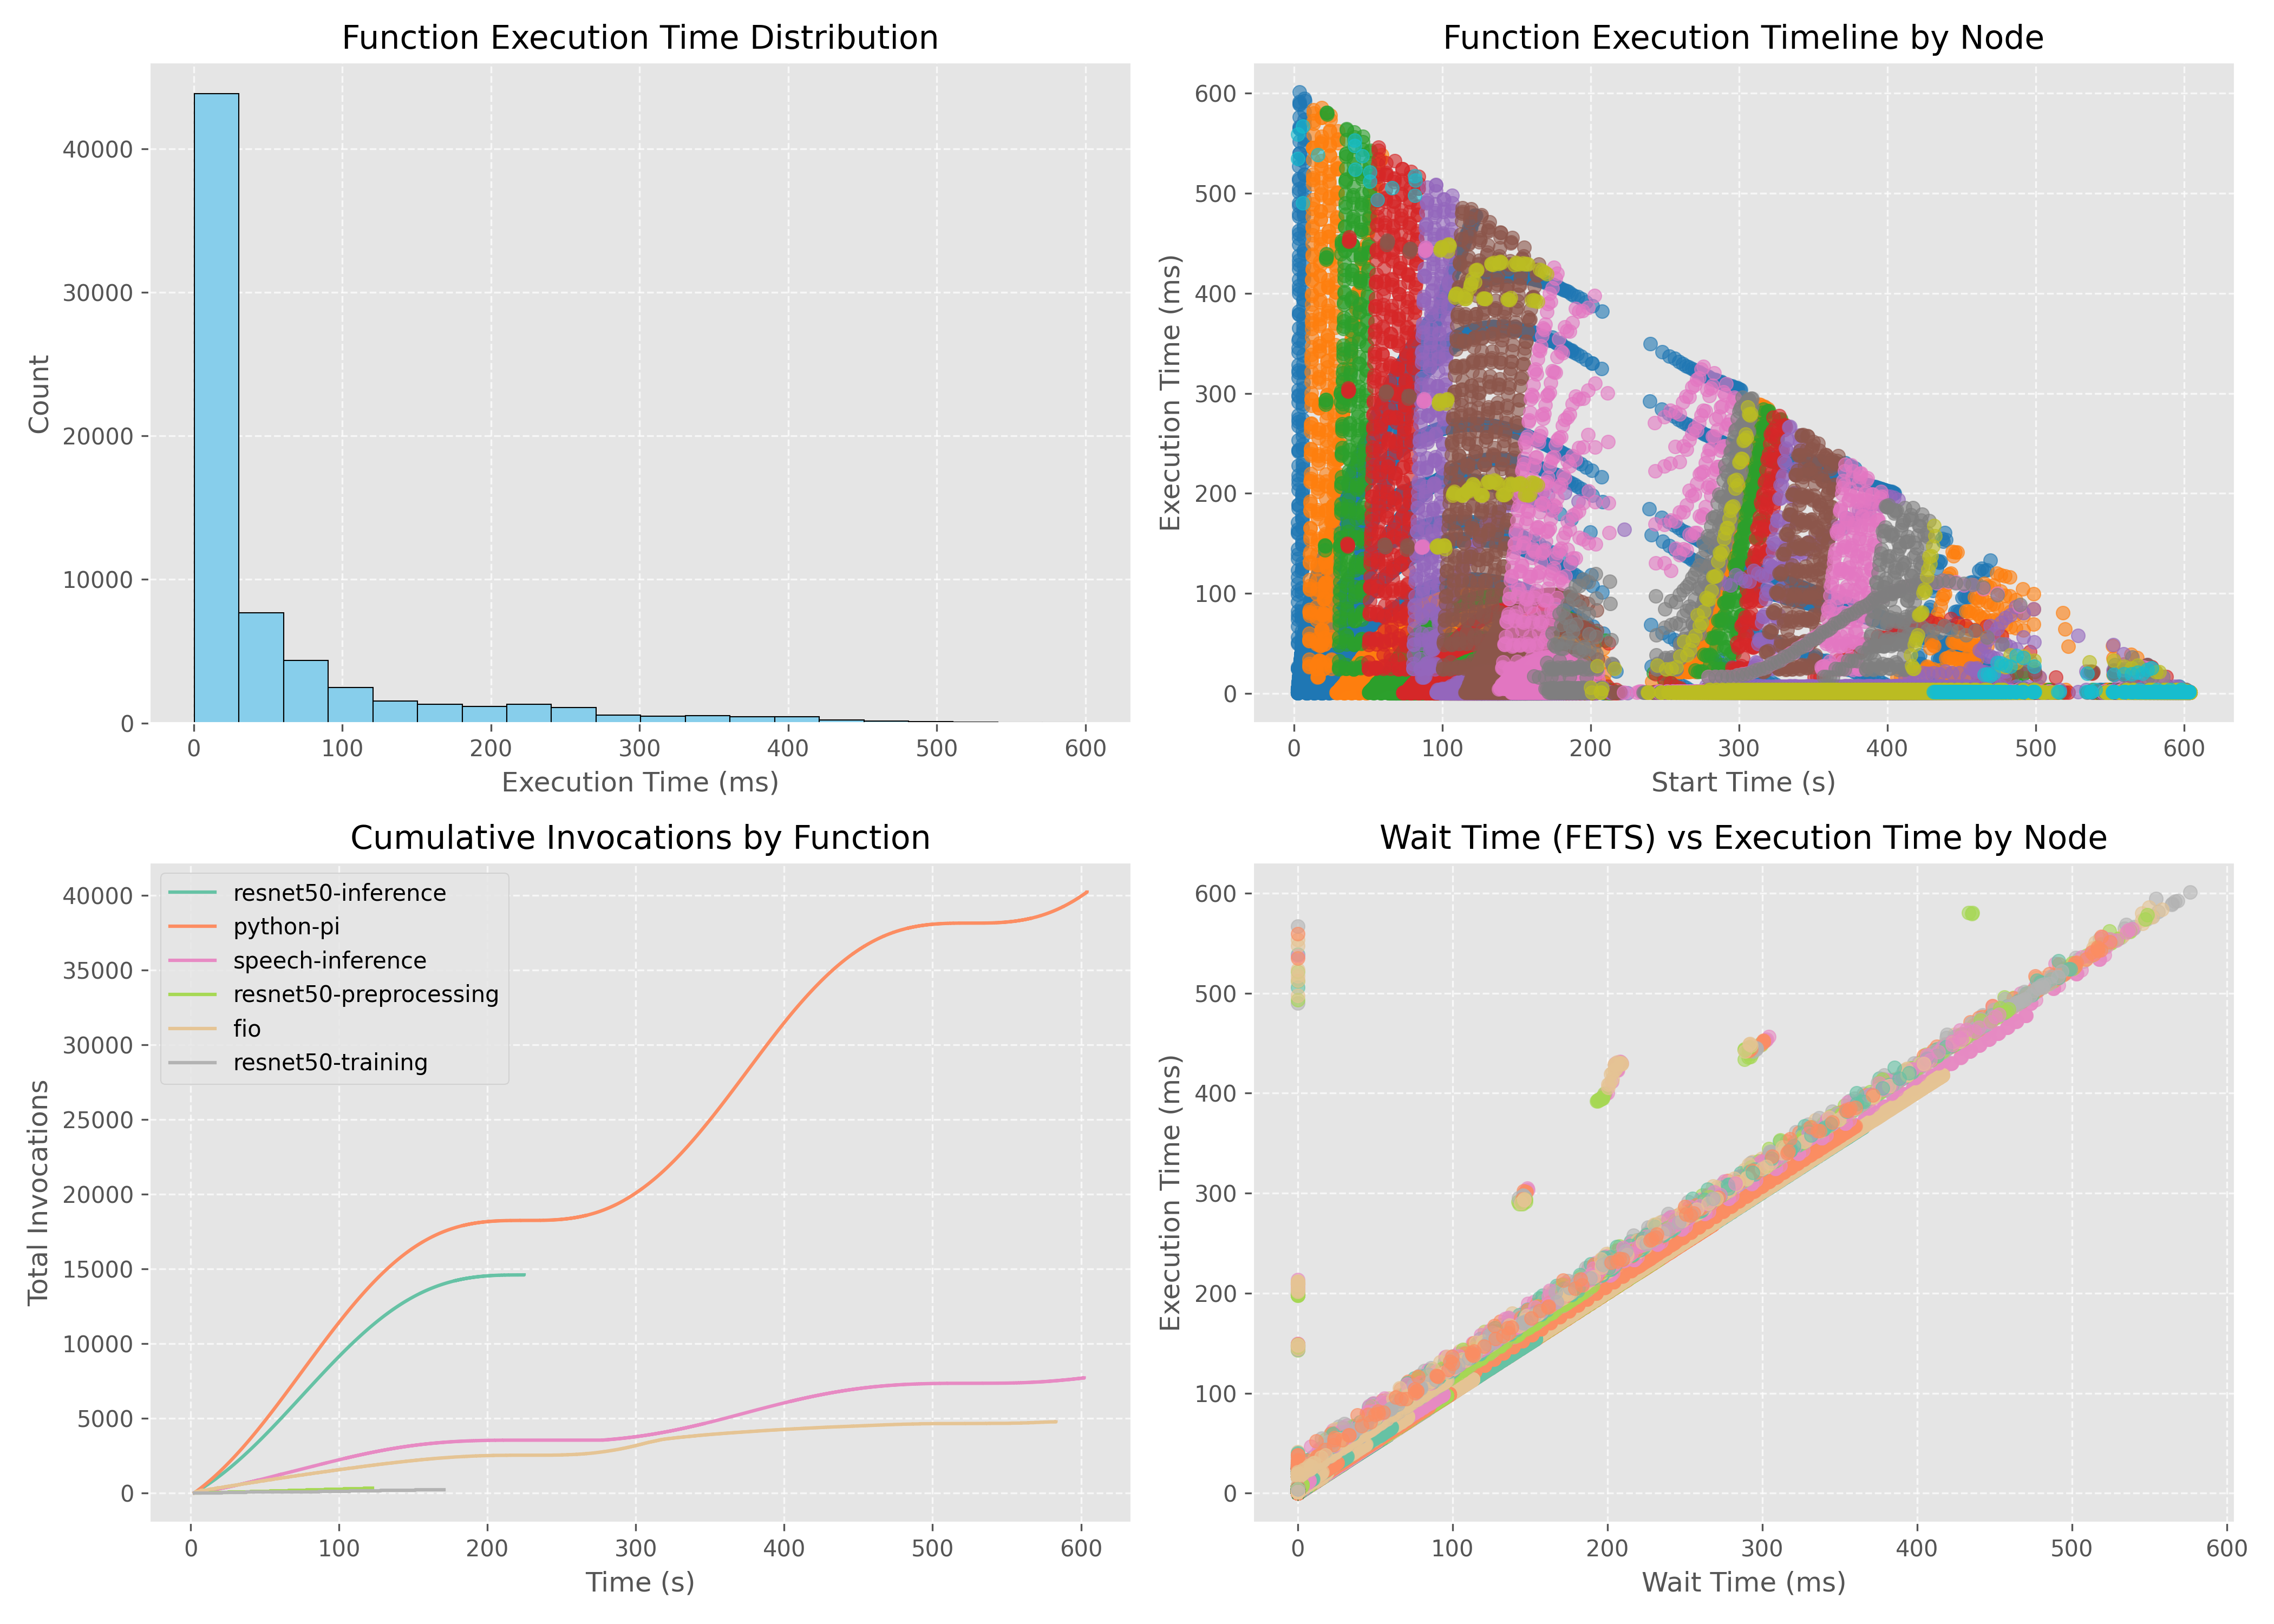 Function Execution Time Distribution
Count
40000
30000
20000
10000
0
0 100 200 300 400 500 600
Execution Time (ms)
Function Execution Timeline by Node
Execution Time (ms)
600
500
400
300
200
100
0
0 100 200 300 400 500 600
Start Time (s)
Cumulative Invocations by Function
Total Invocations
40000
35000
30000
25000
20000
15000
10000
5000
0
resnet50-inference
python-pi
speech-inference
resnet50-preprocessing
fio
resnet50-training
0 100 200 300 400 500 600
Time (s)
Wait Time (FETS) vs Execution Time by Node
Execution Time (ms)
600
500
400
300
200
100
0
0 100 200 300 400 500 600
Wait Time (ms)